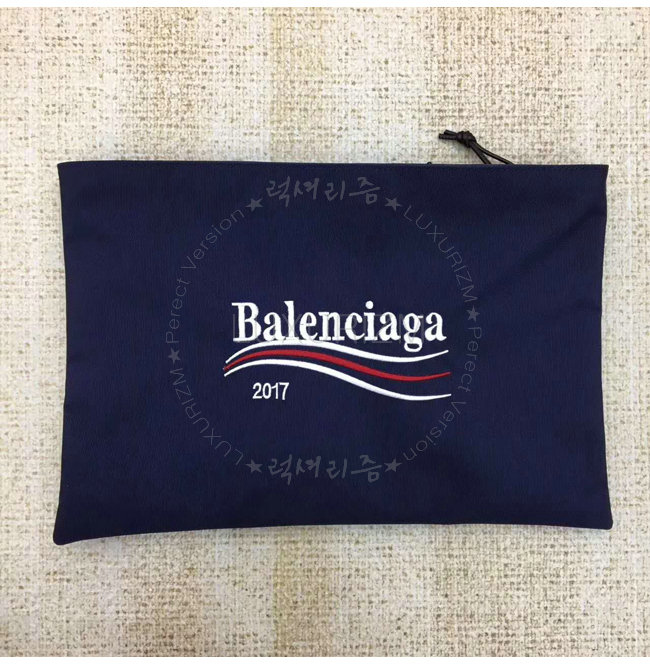 ★럭셔리즘★
LUXURIZM★Perect Version
LUXURIZM★Perect Version
Balenciaga
2017
★럭셔리즘★